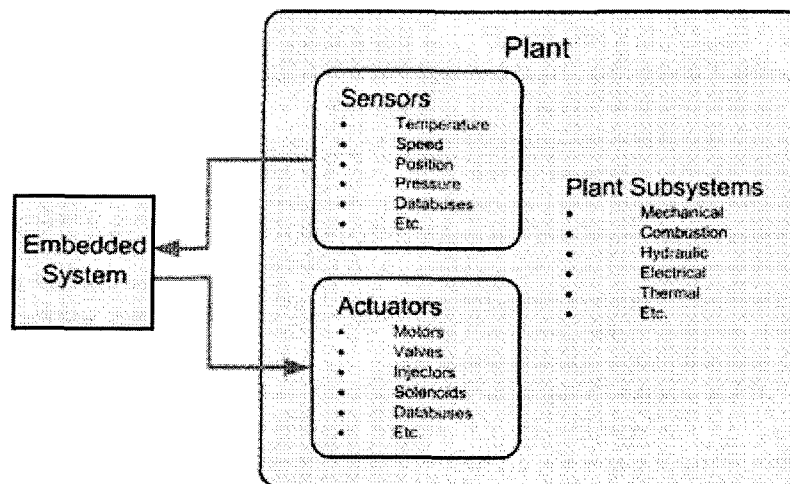 Plant
Sensors
• Temperature
• Speed
• Position
• Pressure
• Databuses
• Etc.
Plant Subsystems
• Mechanical
• Combustion
• Hydraulic
• Electrical
• Thermal
• Etc.
Embedded
System
Actuators
• Motors
• Valves
• Injectors
• Solenoids
• Databuses
• Etc.